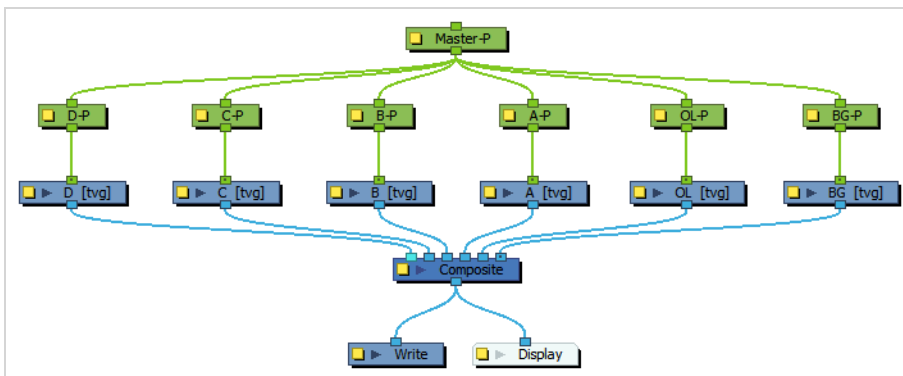 Master-P
D-P
C-P
B-P
A-P
OL-P
BG-P
D [tvg]
C [tvg]
B [tvg]
A [tvg]
OL [tvg]
BG [tvg]
Composite
Write
Display